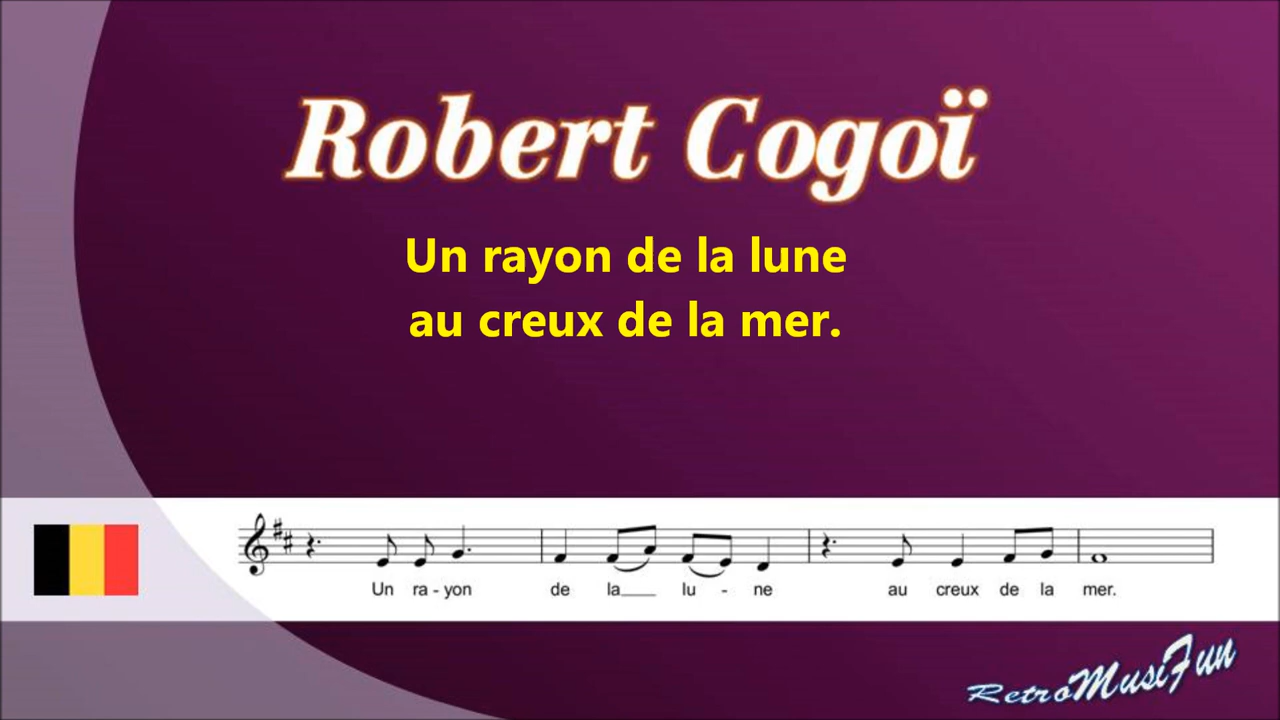 Robert Cogoï
Un rayon de la lune
au creux de la mer.
Un ra - yon de la___ lu - ne au creux de la mer.
RetroMusiFun